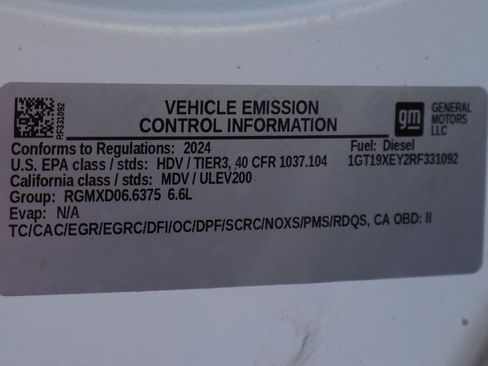 RF331092
VEHICLE EMISSION
CONTROL INFORMATION
gm
GENERAL
MOTORS
LLC
Conforms to Regulations: 2024
Fuel: Diesel
U.S. EPA class / stds: HDV / TIER3, 40 CFR 1037.104
1GT19XEY2RF331092
California class / stds: MDV / ULEV200
Group: RGMXD06.6375 6.6L
Evap: N/A
TC/CAC/EGR/EGRC/DFI/OC/DPF/SCRC/NOXS/PMS/RDQS, CA OBD: II